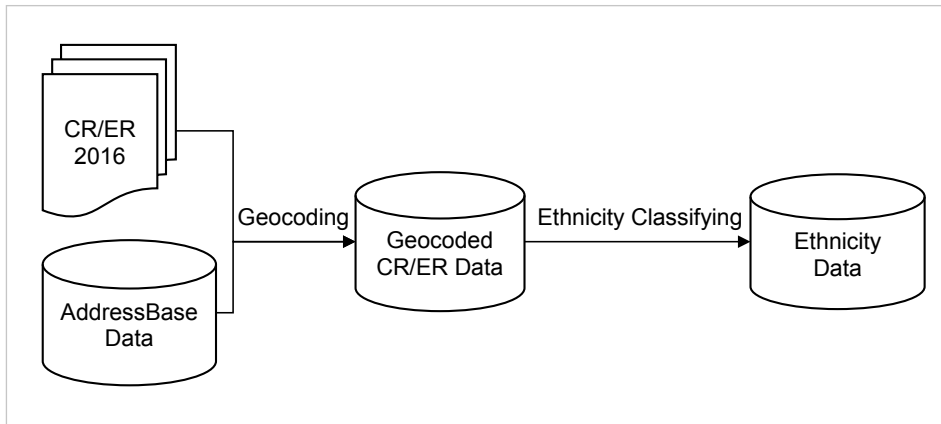 CR/ER
2016
AddressBase
Data
Geocoding
Geocoded
CR/ER Data
Ethnicity Classifying
Ethnicity
Data